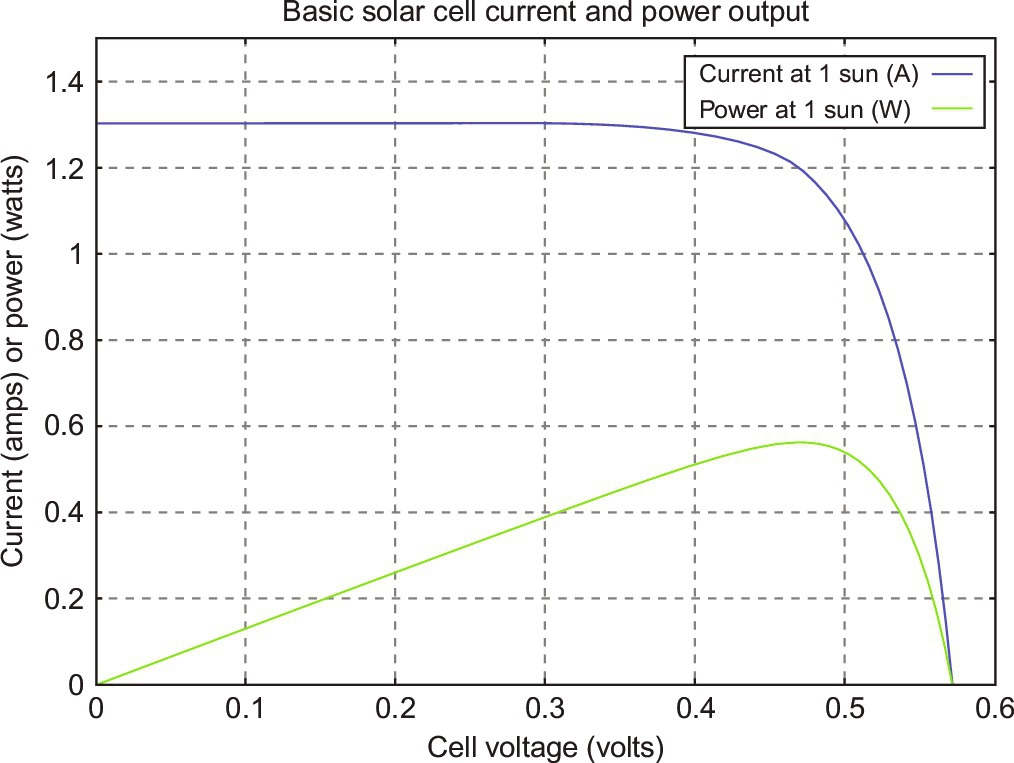 Basic solar cell current and power output
Current at 1 sun (A)
Power at 1 sun (W)
Current (amps) or power (watts)
1.4
1.2
1
0.8
0.6
0.4
0.2
0
0 0.1 0.2 0.3 0.4 0.5 0.6
Cell voltage (volts)